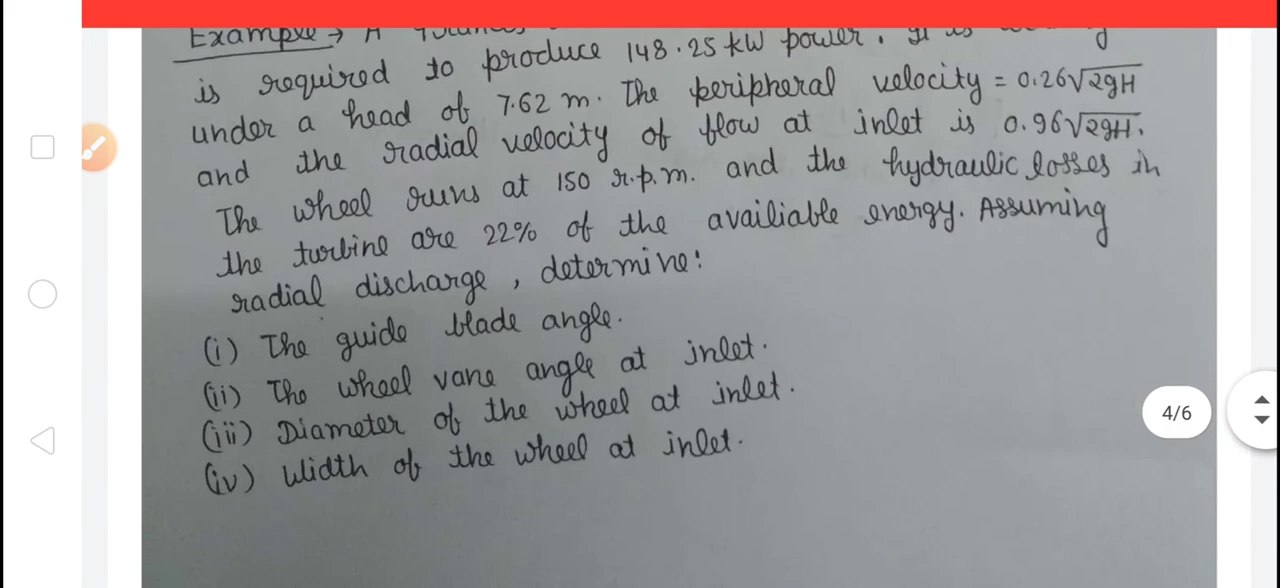 Example → A
is required to produce 148.25 kW power. It is
under a head of 7.62 m. The peripheral velocity = 0.26√2gH
and the radial velocity of flow at inlet is 0.96√2gH.
The wheel runs at 150 r.p.m. and the hydraulic losses in
the turbine are 22% of the availiable energy. Assuming
radial discharge, determine:
(i) The guide blade angle.
(ii) The wheel vane angle at inlet.
(iii) Diameter of the wheel at inlet.
(iv) Width of the wheel at inlet.
4/6